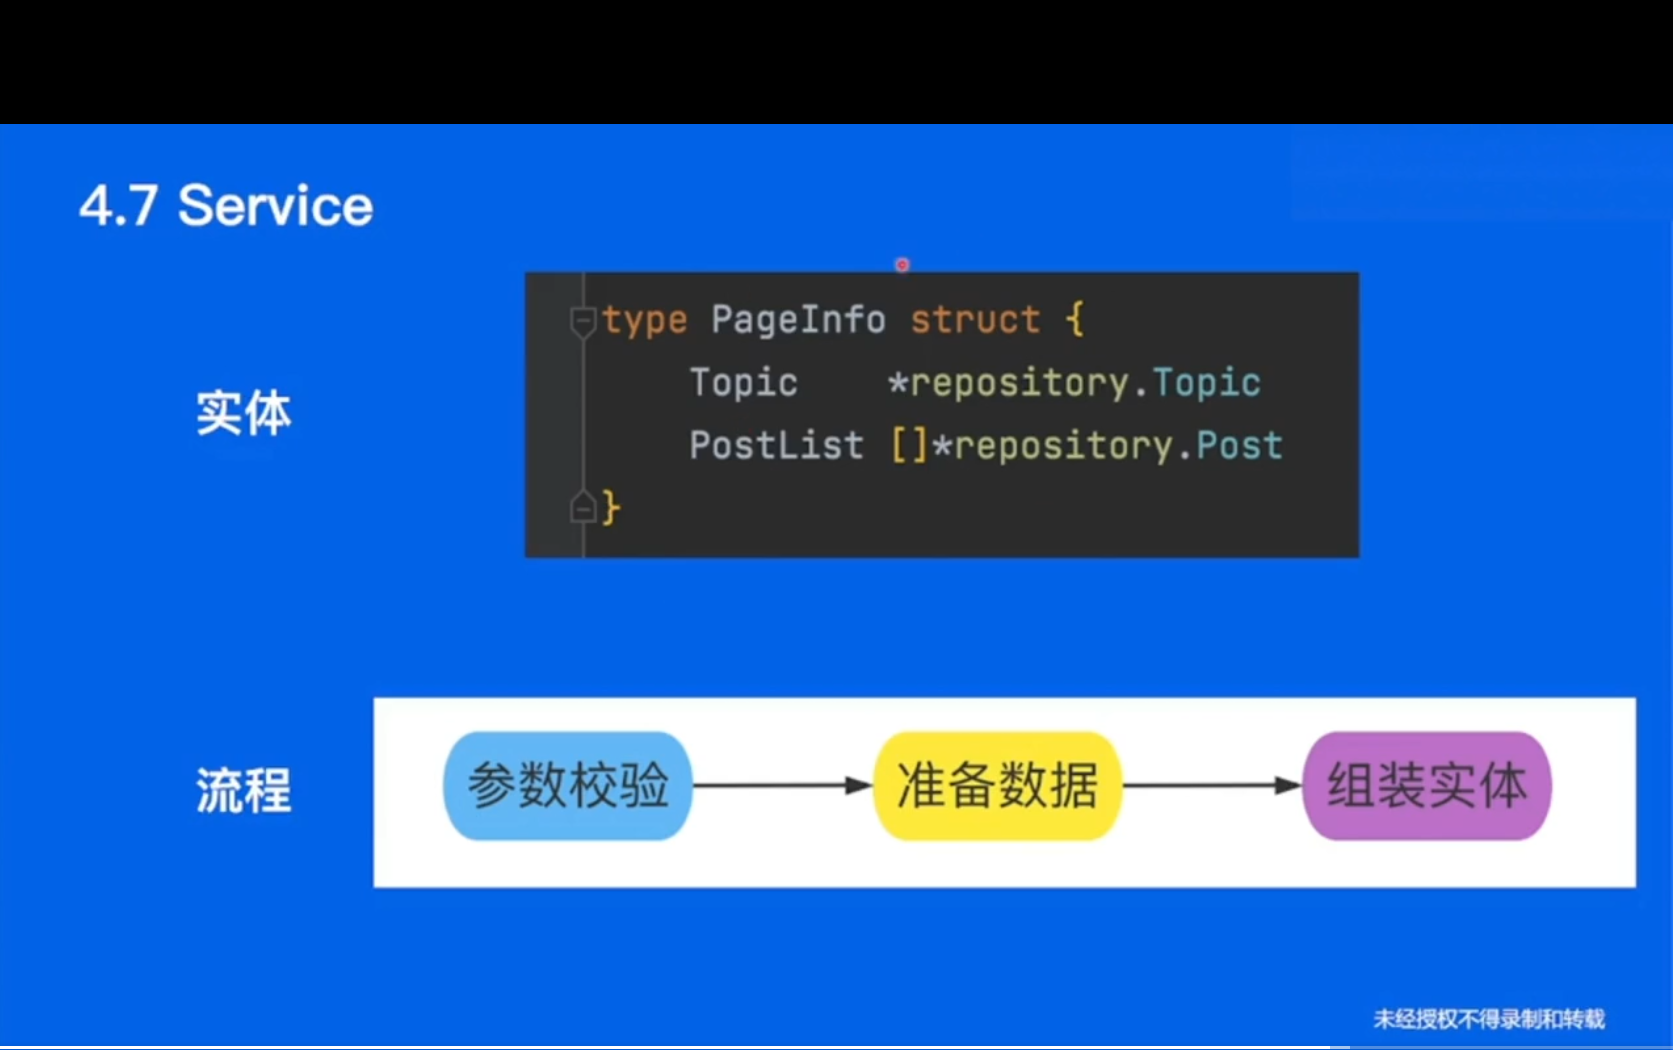 4.7 Service
实体
type PageInfo struct {
Topic *repository.Topic
PostList []*repository.Post
}
流程
参数校验
准备数据
组装实体
未经授权不得录制和转载